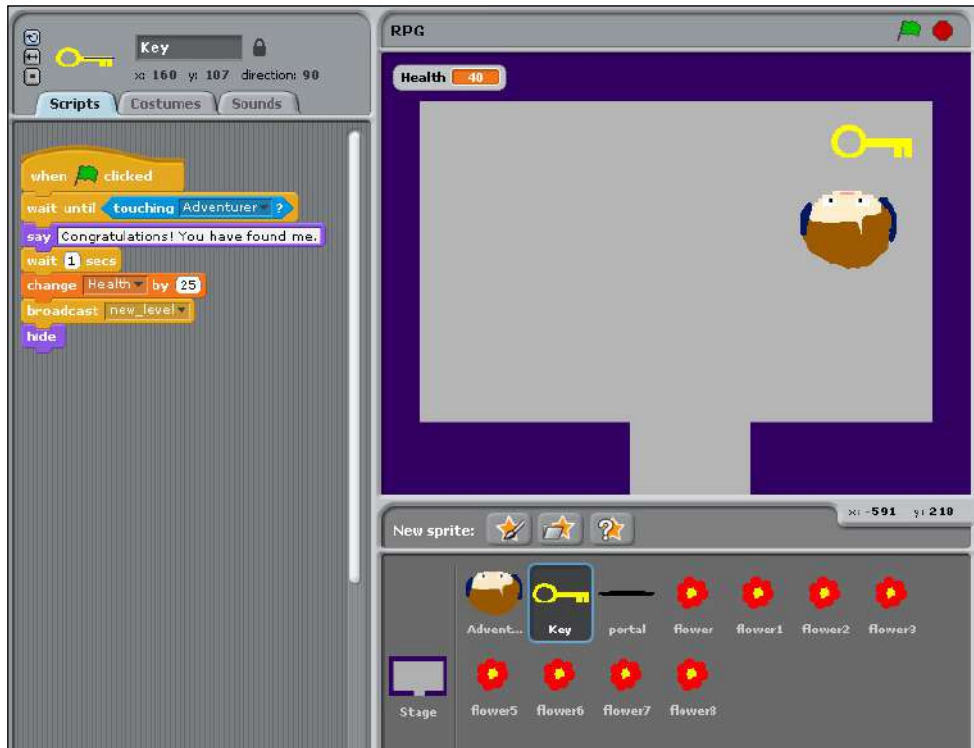 Key
x: 160 y: 107 direction: 90
Scripts Costumes Sounds
when clicked
wait until touching Adventurer ?
say Congratulations! You have found me.
wait 1 secs
change Health by 25
broadcast new_level
hide
RPG
Health 40
x: -591 y: 210
New sprite:
Advent... Key portal flower flower1 flower2 flower3
Stage flower5 flower6 flower7 flower8